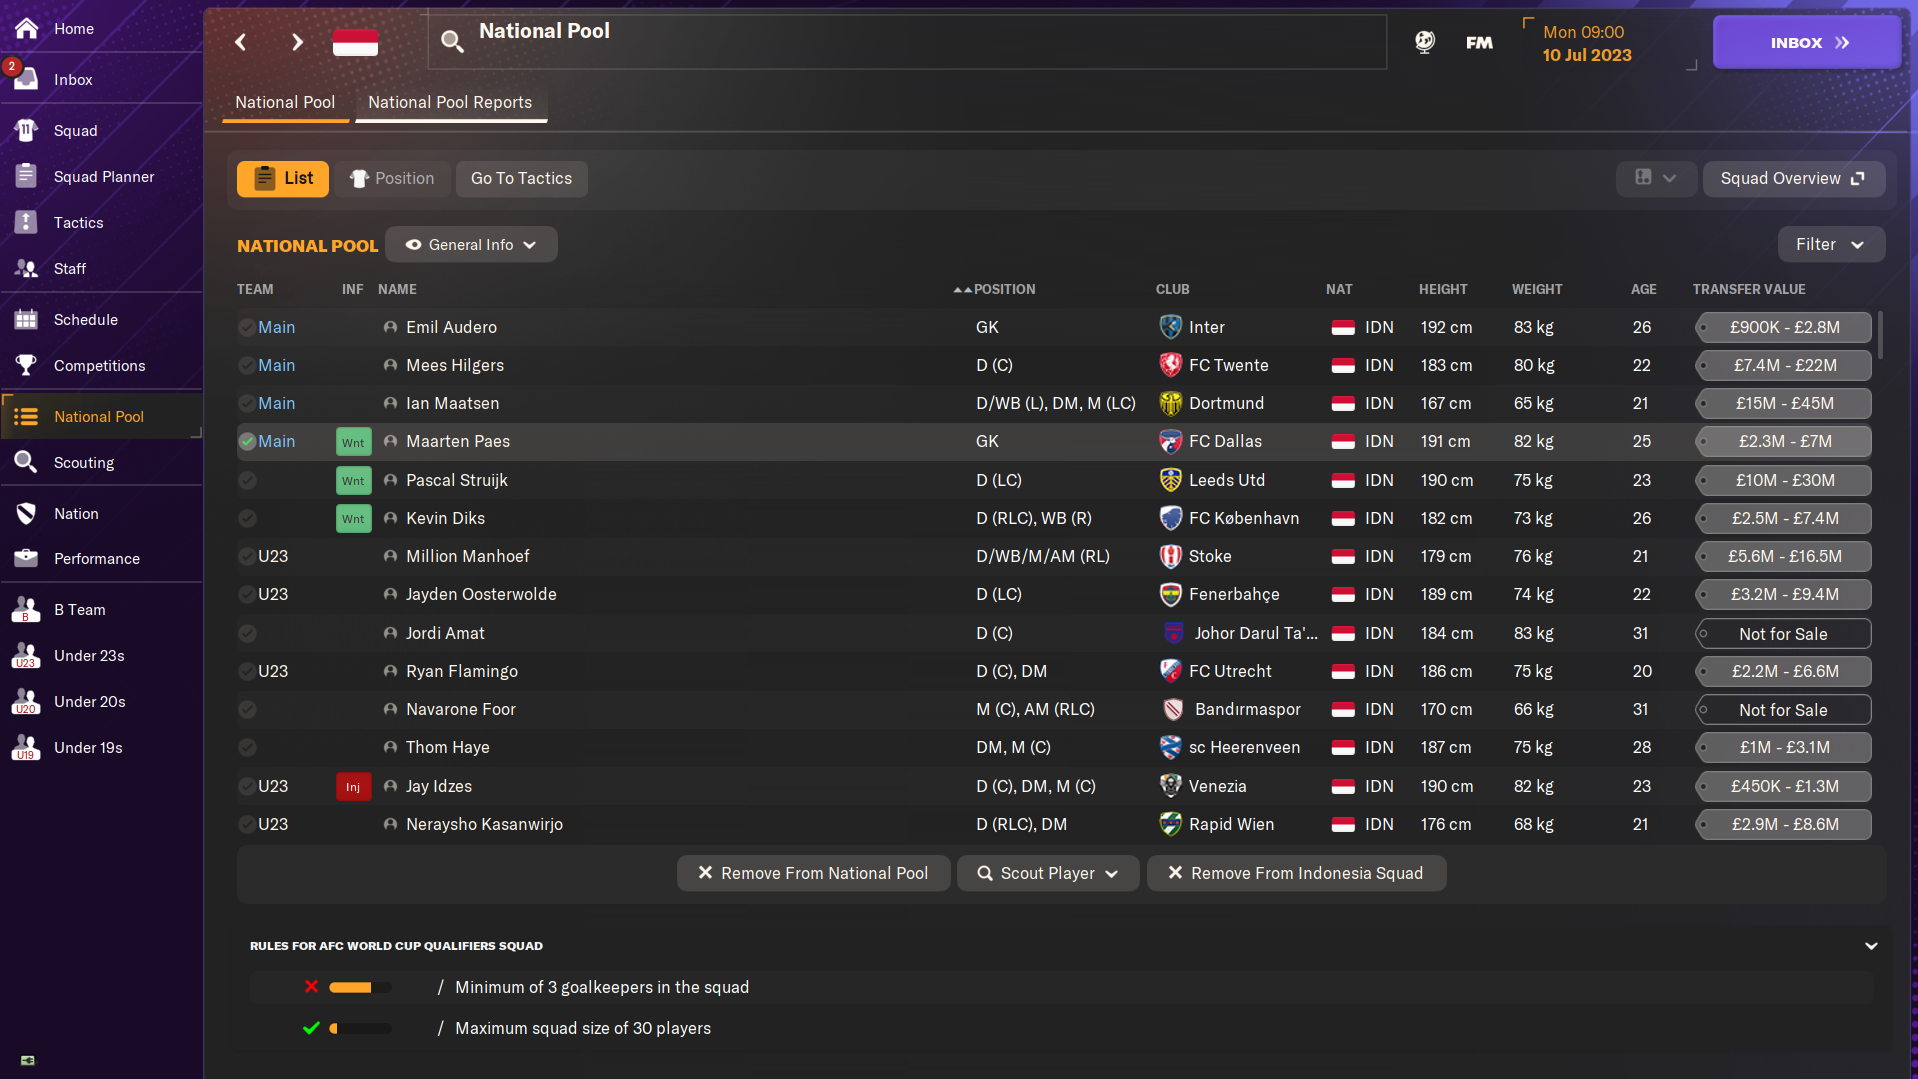 Home
2
Inbox
Squad
Squad Planner
Tactics
Staff
Schedule
Competitions
National Pool
Scouting
Nation
Performance
B
B Team
U23
Under 23s
U20
Under 20s
U19
Under 19s
National Pool
FM
Mon 09:00
10 Jul 2023
INBOX
National Pool National Pool Reports
List Position Go To Tactics Squad Overview
NATIONAL POOL General Info Filter
TEAM INF NAME POSITION CLUB NAT HEIGHT WEIGHT AGE TRANSFER VALUE
Main Emil Audero GK Inter IDN 192 cm 83 kg 26 £900K - £2.8M
Main Mees Hilgers D (C) FC Twente IDN 183 cm 80 kg 22 £7.4M - £22M
Main Ian Maatsen D/WB (L), DM, M (LC) Dortmund IDN 167 cm 65 kg 21 £15M - £45M
Main Wnt Maarten Paes GK FC Dallas IDN 191 cm 82 kg 25 £2.3M - £7M
Wnt Pascal Struijk D (LC) Leeds Utd IDN 190 cm 75 kg 23 £10M - £30M
Wnt Kevin Diks D (RLC), WB (R) FC København IDN 182 cm 73 kg 26 £2.5M - £7.4M
U23 Million Manhoef D/WB/M/AM (RL) Stoke IDN 179 cm 76 kg 21 £5.6M - £16.5M
U23 Jayden Oosterwolde D (LC) Fenerbahçe IDN 189 cm 74 kg 22 £3.2M - £9.4M
Jordi Amat D (C) Johor Darul Ta'... IDN 184 cm 83 kg 31 Not for Sale
U23 Ryan Flamingo D (C), DM FC Utrecht IDN 186 cm 75 kg 20 £2.2M - £6.6M
Navarone Foor M (C), AM (RLC) Bandırmaspor IDN 170 cm 66 kg 31 Not for Sale
Thom Haye DM, M (C) sc Heerenveen IDN 187 cm 75 kg 28 £1M - £3.1M
U23 Inj Jay Idzes D (C), DM, M (C) Venezia IDN 190 cm 82 kg 23 £450K - £1.3M
U23 Neraysho Kasanwirjo D (RLC), DM Rapid Wien IDN 176 cm 68 kg 21 £2.9M - £8.6M
Remove From National Pool Scout Player Remove From Indonesia Squad
RULES FOR AFC WORLD CUP QUALIFIERS SQUAD
/ Minimum of 3 goalkeepers in the squad
/ Maximum squad size of 30 players